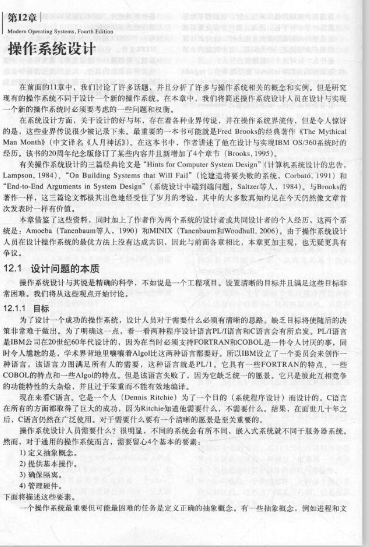 第12章
Modern Operating Systems, Fourth Edition
操作系统设计
在前面的11章中，我们讨论了许多话题，并且分析了许多与操作系统相关的概念和实例。但是研究
现有的操作系统不同于设计一个新的操作系统。在本章中，我们将简述操作系统设计人员在设计与实现
一个新的操作系统时必须要考虑的一些问题和权衡。
在系统设计方面，关于设计的好与坏，存在着各种业界传说，并在操作系统界流传，但是令人惊讶
的是，这些业界传说很少被记录下来。最重要的一本书可能就是Fred Brooks的经典著作《The Mythical
Man Month》（中文译名《人月神话》）。在这本书中，作者讲述了他在设计与实现IBM OS/360系统时的
经历。该书的20周年纪念版修订了某些内容并且新增加了4个章节（Brooks, 1995）。
有关操作系统设计的三篇经典论文是“Hints for Computer System Design”（计算机系统设计的忠告，
Lampson, 1984）、“On Building Systems that Will Fail”（论建造将要失败的系统，Corbató, 1991）和
“End-to-End Arguments in System Design”（系统设计中端到端问题，Saltzer等人，1984）。与Brooks的
著作一样，这三篇论文都极其出色地经受住了岁月的考验，其中的大多数真知灼见在今天仍然像文章首
次发表时一样有价值。
本章借鉴了这些资料，同时加上了作者作为两个系统的设计者或共同设计者的个人经历，这两个系
统是：Amoeba（Tanenbaum等人，1990）和MINIX（Tanenbaum和Woodhull, 2006）。由于操作系统设计
人员在设计操作系统的最优方法上没有达成共识，因此与前面各章相比，本章更加主观，也无疑更具有
争议。
12.1 设计问题的本质
操作系统设计与其说是精确的科学，不如说是一个工程项目。设置清晰的目标并且满足这些目标非
常困难。我们将从这些观点开始讨论。
12.1.1 目标
为了设计一个成功的操作系统，设计人员对于需要什么必须有清晰的思路。缺乏目标将使随后的决
策非常难于做出。为了明确这一点，看一看两种程序设计语言PL/I语言和C语言会有所启发。PL/I语言
是IBM公司在20世纪60年代设计的，因为在当时必须支持FORTRAN和COBOL是一件令人讨厌的事，同
时令人尴尬的是，学术界背地里嚷嚷着Algol比这两种语言都要好。所以IBM设立了一个委员会来创作一
种语言，该语言力图满足所有人的需要，这种语言就是PL/I。它具有一些FORTRAN的特点、一些
COBOL的特点和一些Algol的特点。但是该语言失败了，因为它缺乏统一的愿景。它只是彼此互相竞争
的功能特性的大杂烩，并且过于笨重而不能有效地编译。
现在来看C语言。它是一个人（Dennis Ritchie）为了一个目的（系统程序设计）而设计的。C语言
在所有的方面都取得了巨大的成功，因为Ritchie知道他需要什么、不需要什么。结果，在面世几十年之
后，C语言仍然在广泛使用。对于需要什么要有一个清晰的愿景是至关重要的。
操作系统设计人员需要什么？很明显，不同的系统会有所不同，嵌入式系统就不同于服务器系统。
然而，对于通用的操作系统而言，需要留心4个基本的要素：
1) 定义抽象概念。
2) 提供基本操作。
3) 确保隔离。
4) 管理硬件。
下面将描述这些要素。
一个操作系统最重要但可能最困难的任务是定义正确的抽象概念。有一些抽象概念，例如进程和文